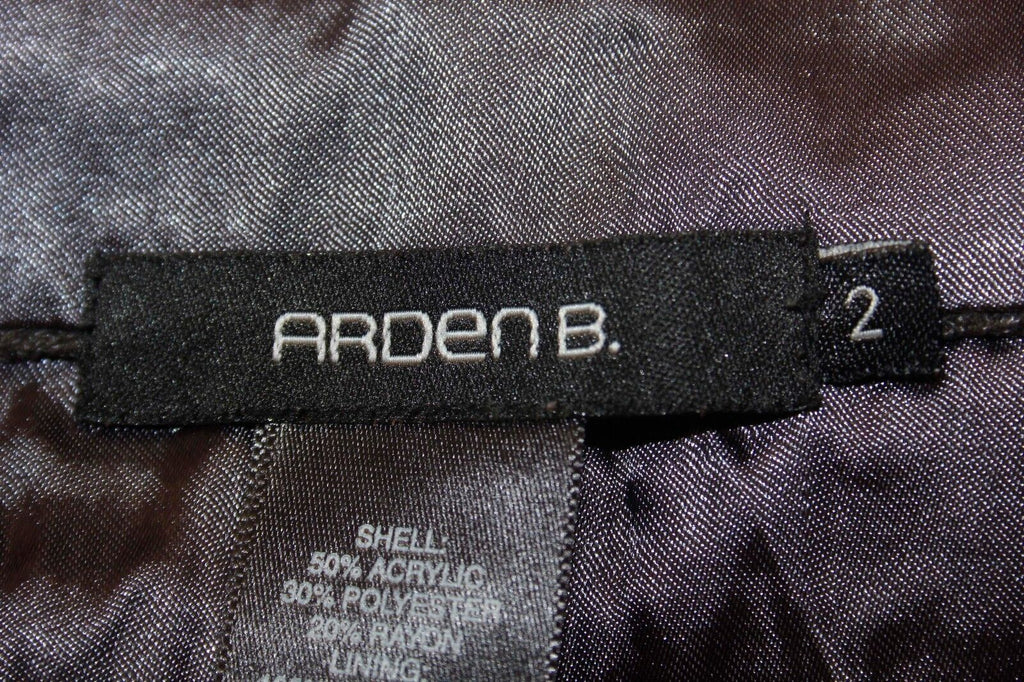 ARDEN B.
2
SHELL:
50% ACRYLIC
30% POLYESTER
20% RAYON
LINING: